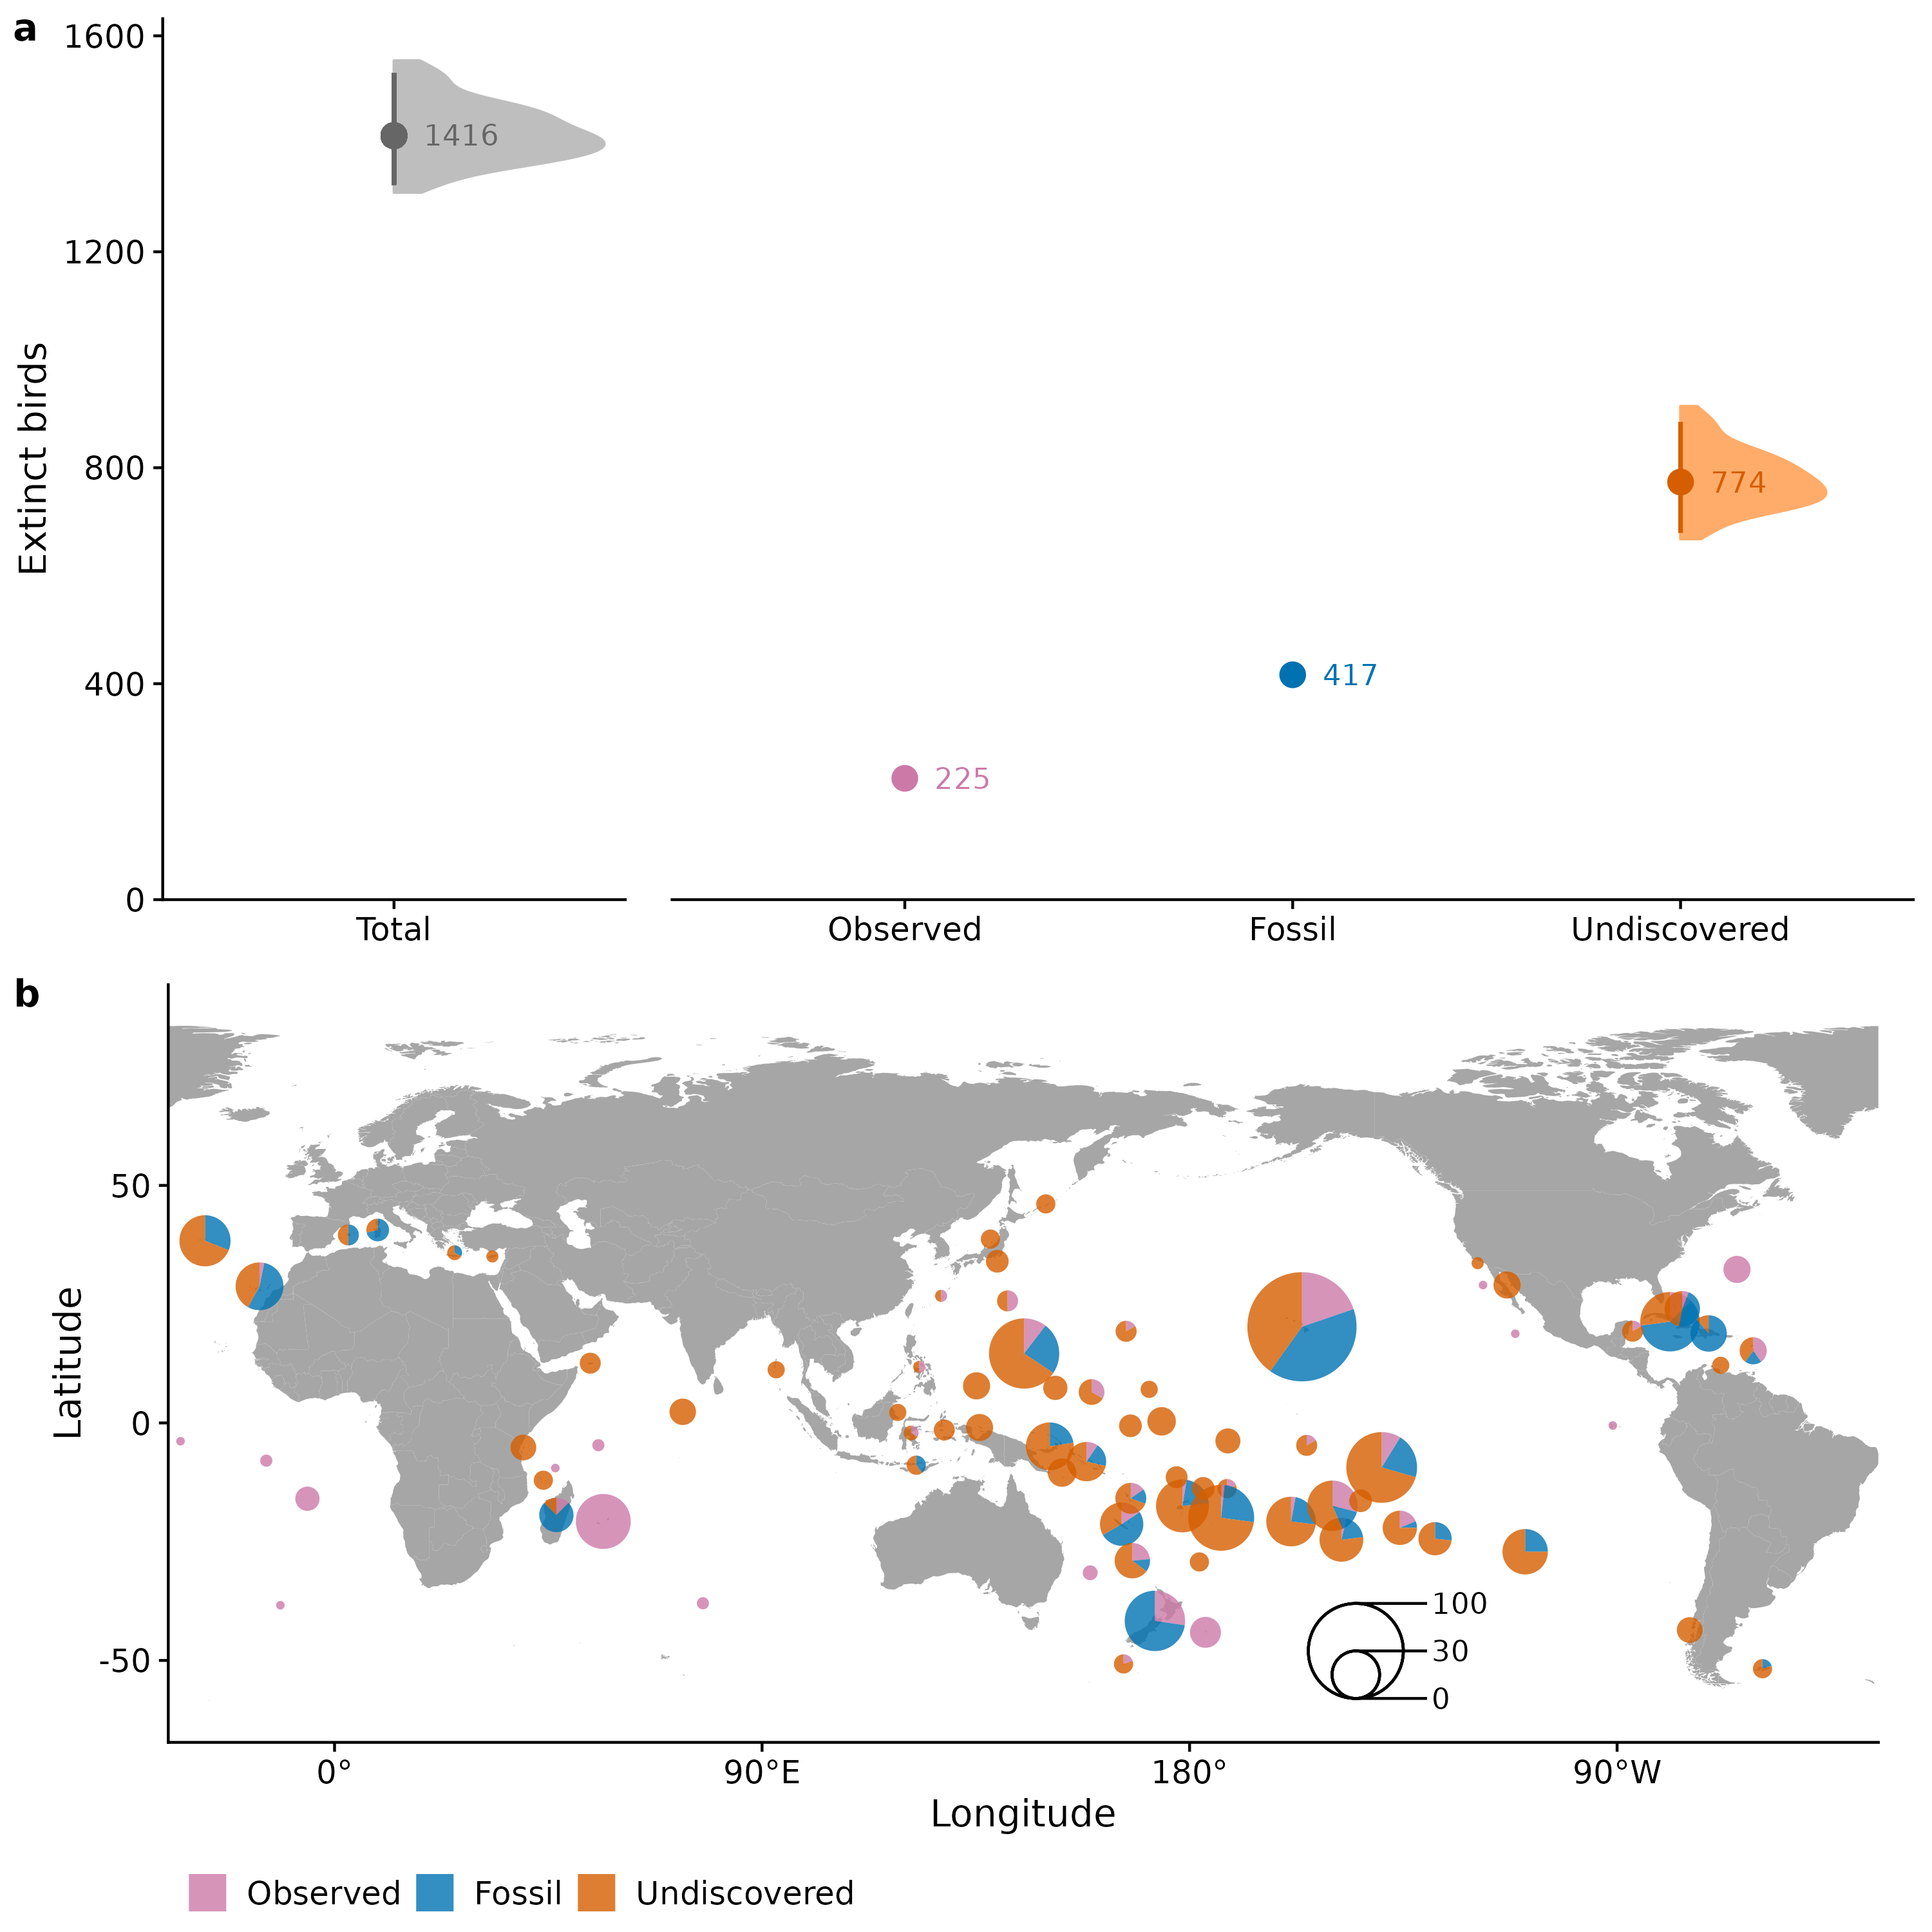 a
1600
1200
800
400
0
Extinct birds
1416
225
417
774
Total Observed Fossil Undiscovered
b
50
0
-50
Latitude
100
30
0
0° 90°E 180° 90°W
Longitude
Observed Fossil Undiscovered